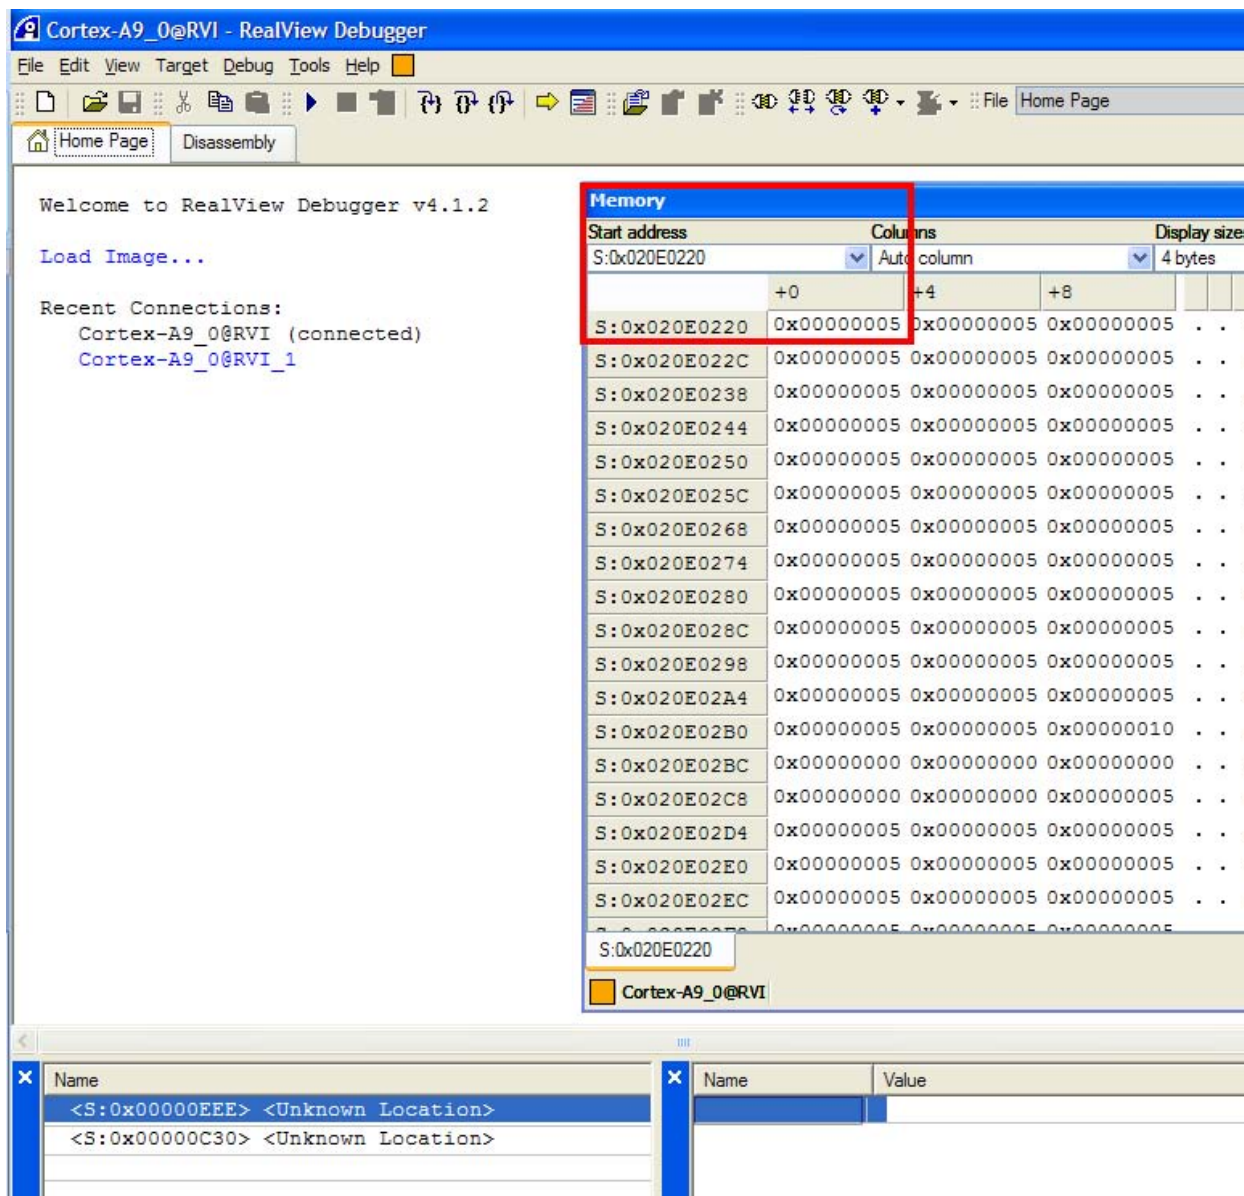 Cortex-A9_0@RVI - RealView Debugger
File Edit View Target Debug Tools Help
File Home Page
Home Page Disassembly
Welcome to RealView Debugger v4.1.2
Load Image...
Recent Connections:
Cortex-A9_0@RVI (connected)
Cortex-A9_0@RVI_1
Memory
Start address Columns Display size
S:0x020E0220 Auto column 4 bytes
+0 +4 +8
S:0x020E0220 0x00000005 0x00000005 0x00000005 . .
S:0x020E022C 0x00000005 0x00000005 0x00000005 . .
S:0x020E0238 0x00000005 0x00000005 0x00000005 . .
S:0x020E0244 0x00000005 0x00000005 0x00000005 . .
S:0x020E0250 0x00000005 0x00000005 0x00000005 . .
S:0x020E025C 0x00000005 0x00000005 0x00000005 . .
S:0x020E0268 0x00000005 0x00000005 0x00000005 . .
S:0x020E0274 0x00000005 0x00000005 0x00000005 . .
S:0x020E0280 0x00000005 0x00000005 0x00000005 . .
S:0x020E028C 0x00000005 0x00000005 0x00000005 . .
S:0x020E0298 0x00000005 0x00000005 0x00000005 . .
S:0x020E02A4 0x00000005 0x00000005 0x00000005 . .
S:0x020E02B0 0x00000005 0x00000005 0x00000010 . .
S:0x020E02BC 0x00000000 0x00000000 0x00000000 . .
S:0x020E02C8 0x00000000 0x00000000 0x00000005 . .
S:0x020E02D4 0x00000005 0x00000005 0x00000005 . .
S:0x020E02E0 0x00000005 0x00000005 0x00000005 . .
S:0x020E02EC 0x00000005 0x00000005 0x00000005 . .
S:0x020E0220
Cortex-A9_0@RVI
Name
<S:0x00000EEE> <Unknown Location>
<S:0x00000C30> <Unknown Location>
Name Value